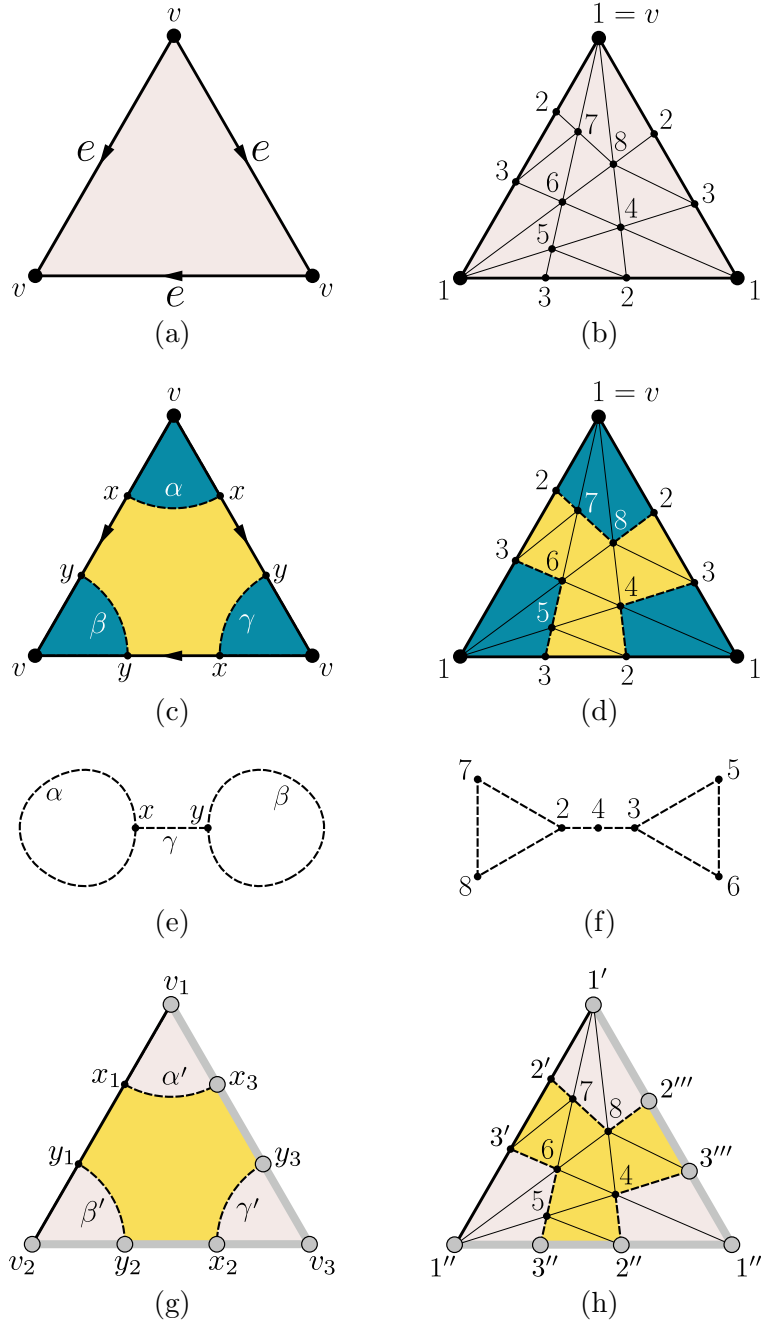 v
e e
v e v
(a)
1 = v
2
7 2
8
3
6 3
4
5
1 3 2 1
(b)
v
x α x
y y
β γ
v y x v
(c)
1 = v
2
7 2
8
3
6 3
4
5
1 3 2 1
(d)
α x y β
γ
(e)
7 5
2 4 3
8 6
(f)
v₁
x₁ α′ x₃
y₁ y₃
β′ γ′
v₂ y₂ x₂ v₃
(g)
1′
2′
7 2‴
8
3′
6 3‴
4
5
1″ 3″ 2″ 1″
(h)